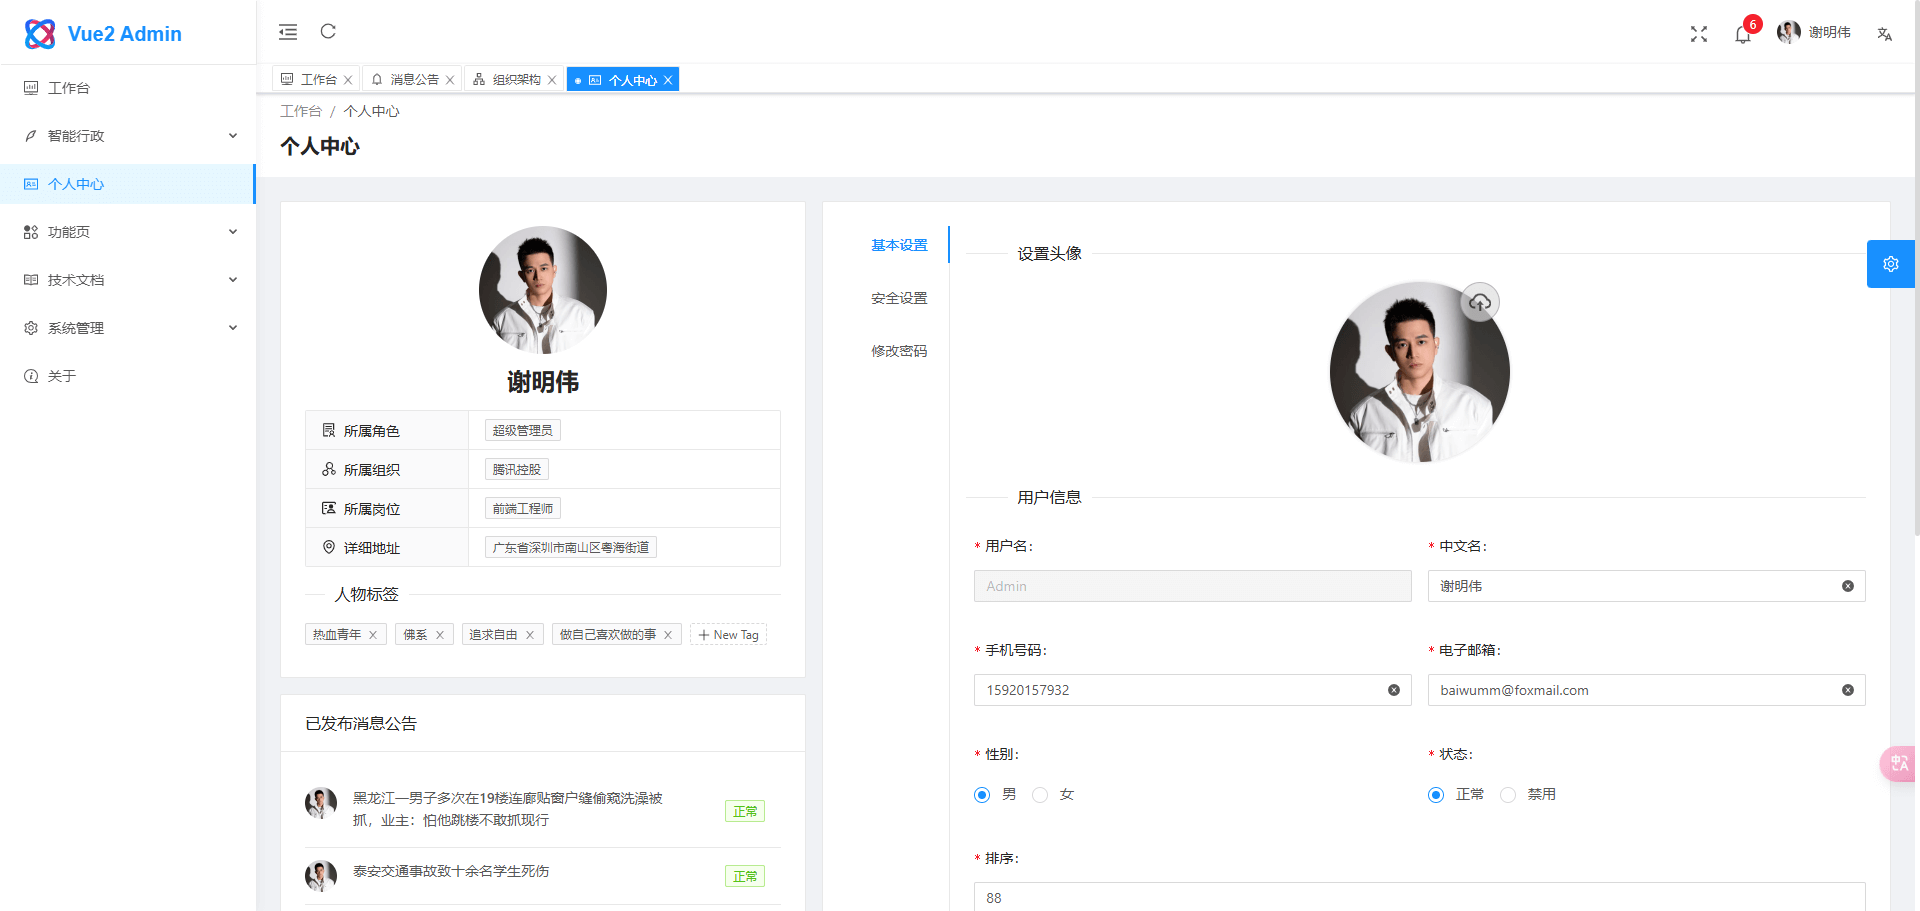 Vue2 Admin
6
谢明伟
工作台
智能行政
个人中心
功能页
技术文档
系统管理
关于
工作台
消息公告
组织架构
个人中心
工作台 / 个人中心
个人中心
谢明伟
所属角色 超级管理员
所属组织 腾讯控股
所属岗位 前端工程师
详细地址 广东省深圳市南山区粤海街道
人物标签
热血青年 佛系 追求自由 做自己喜欢做的事 New Tag
已发布消息公告
黑龙江一男子多次在19楼连廊贴窗户缝偷窥洗澡被
抓，业主：怕他跳楼不敢抓现行
正常
泰安交通事故致十余名学生死伤
正常
基本设置
安全设置
修改密码
设置头像
用户信息
* 用户名:
Admin
* 中文名:
谢明伟
* 手机号码:
15920157932
* 电子邮箱:
baiwumm@foxmail.com
* 性别:
男 女
* 状态:
正常 禁用
* 排序:
88